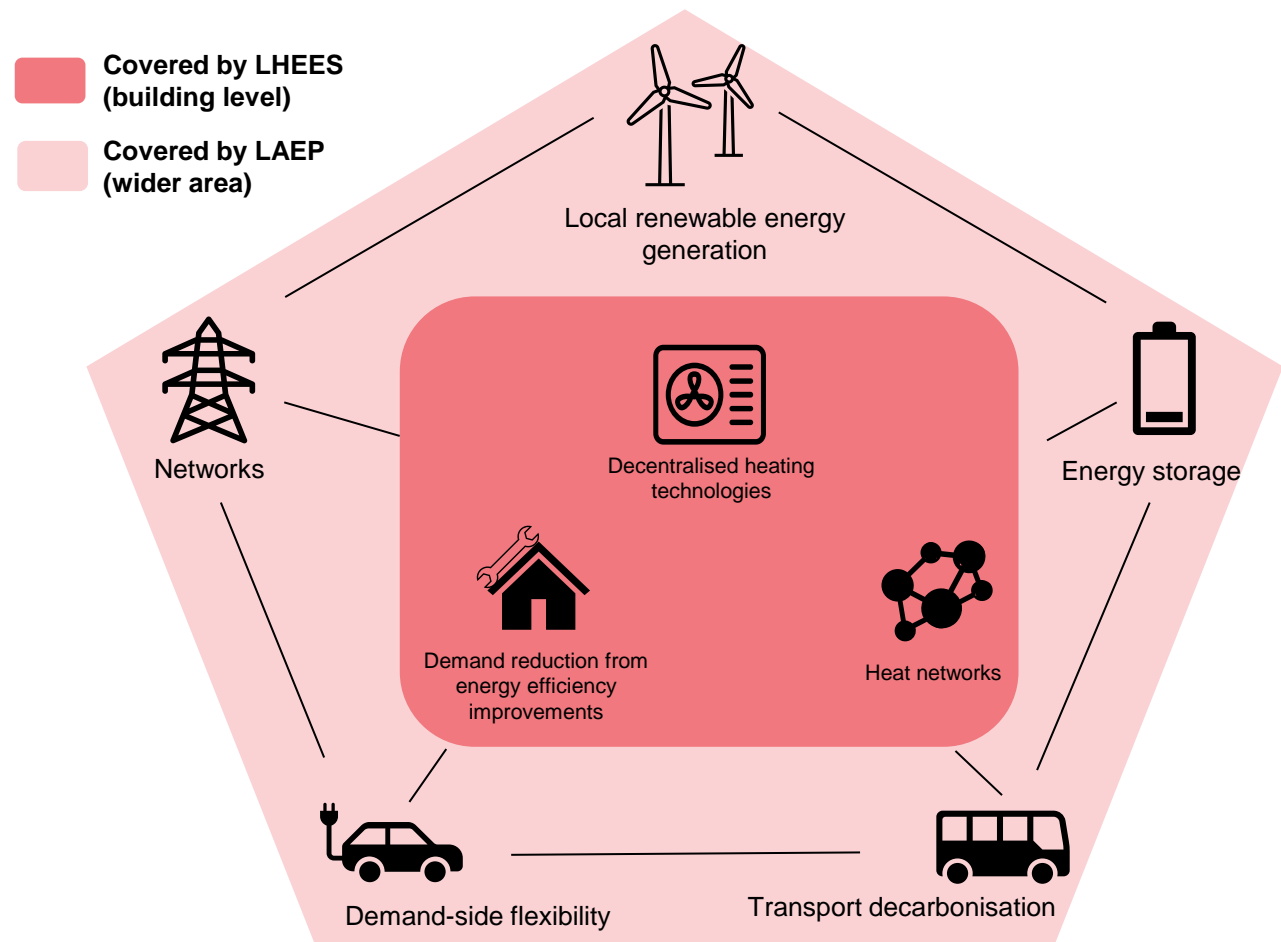 Covered by LHEES
(building level)
Covered by LAEP
(wider area)
Local renewable energy
generation
Networks
Energy storage
Decentralised heating
technologies
Demand reduction from
energy efficiency
improvements
Heat networks
Demand-side flexibility
Transport decarbonisation